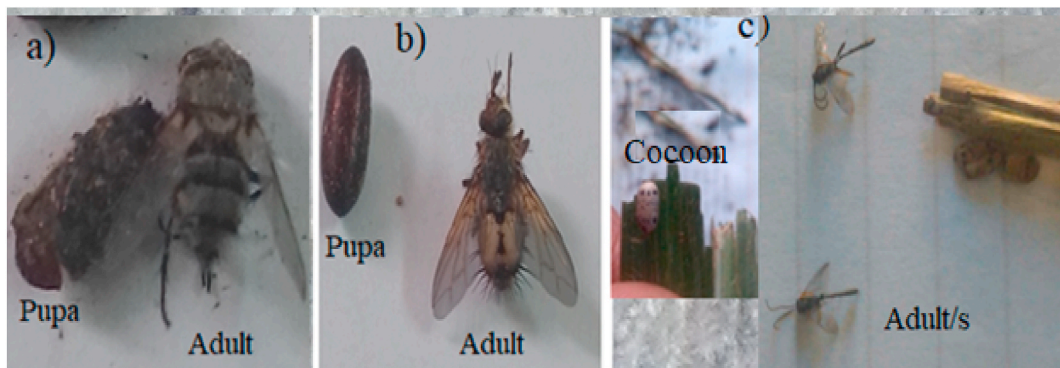 a)
Pupa
Adult
b)
Pupa
Adult
c)
Cocoon
Adult/s